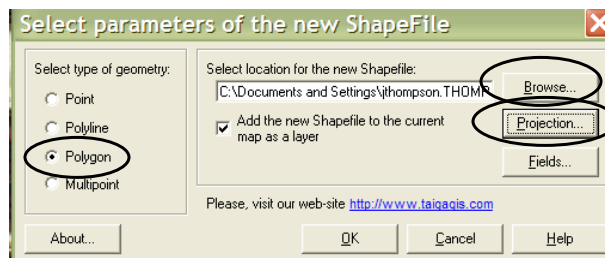 Select parameters of the new ShapeFile
Select type of geometry:
Point
Polyline
Polygon
Multipoint
Select location for the new Shapefile:
C:\Documents and Settings\jthompson.THOMP
Browse...
Add the new Shapefile to the current
map as a layer
Projection...
Fields...
Please, visit our web-site http://www.taigagis.com
About...
OK
Cancel
Help